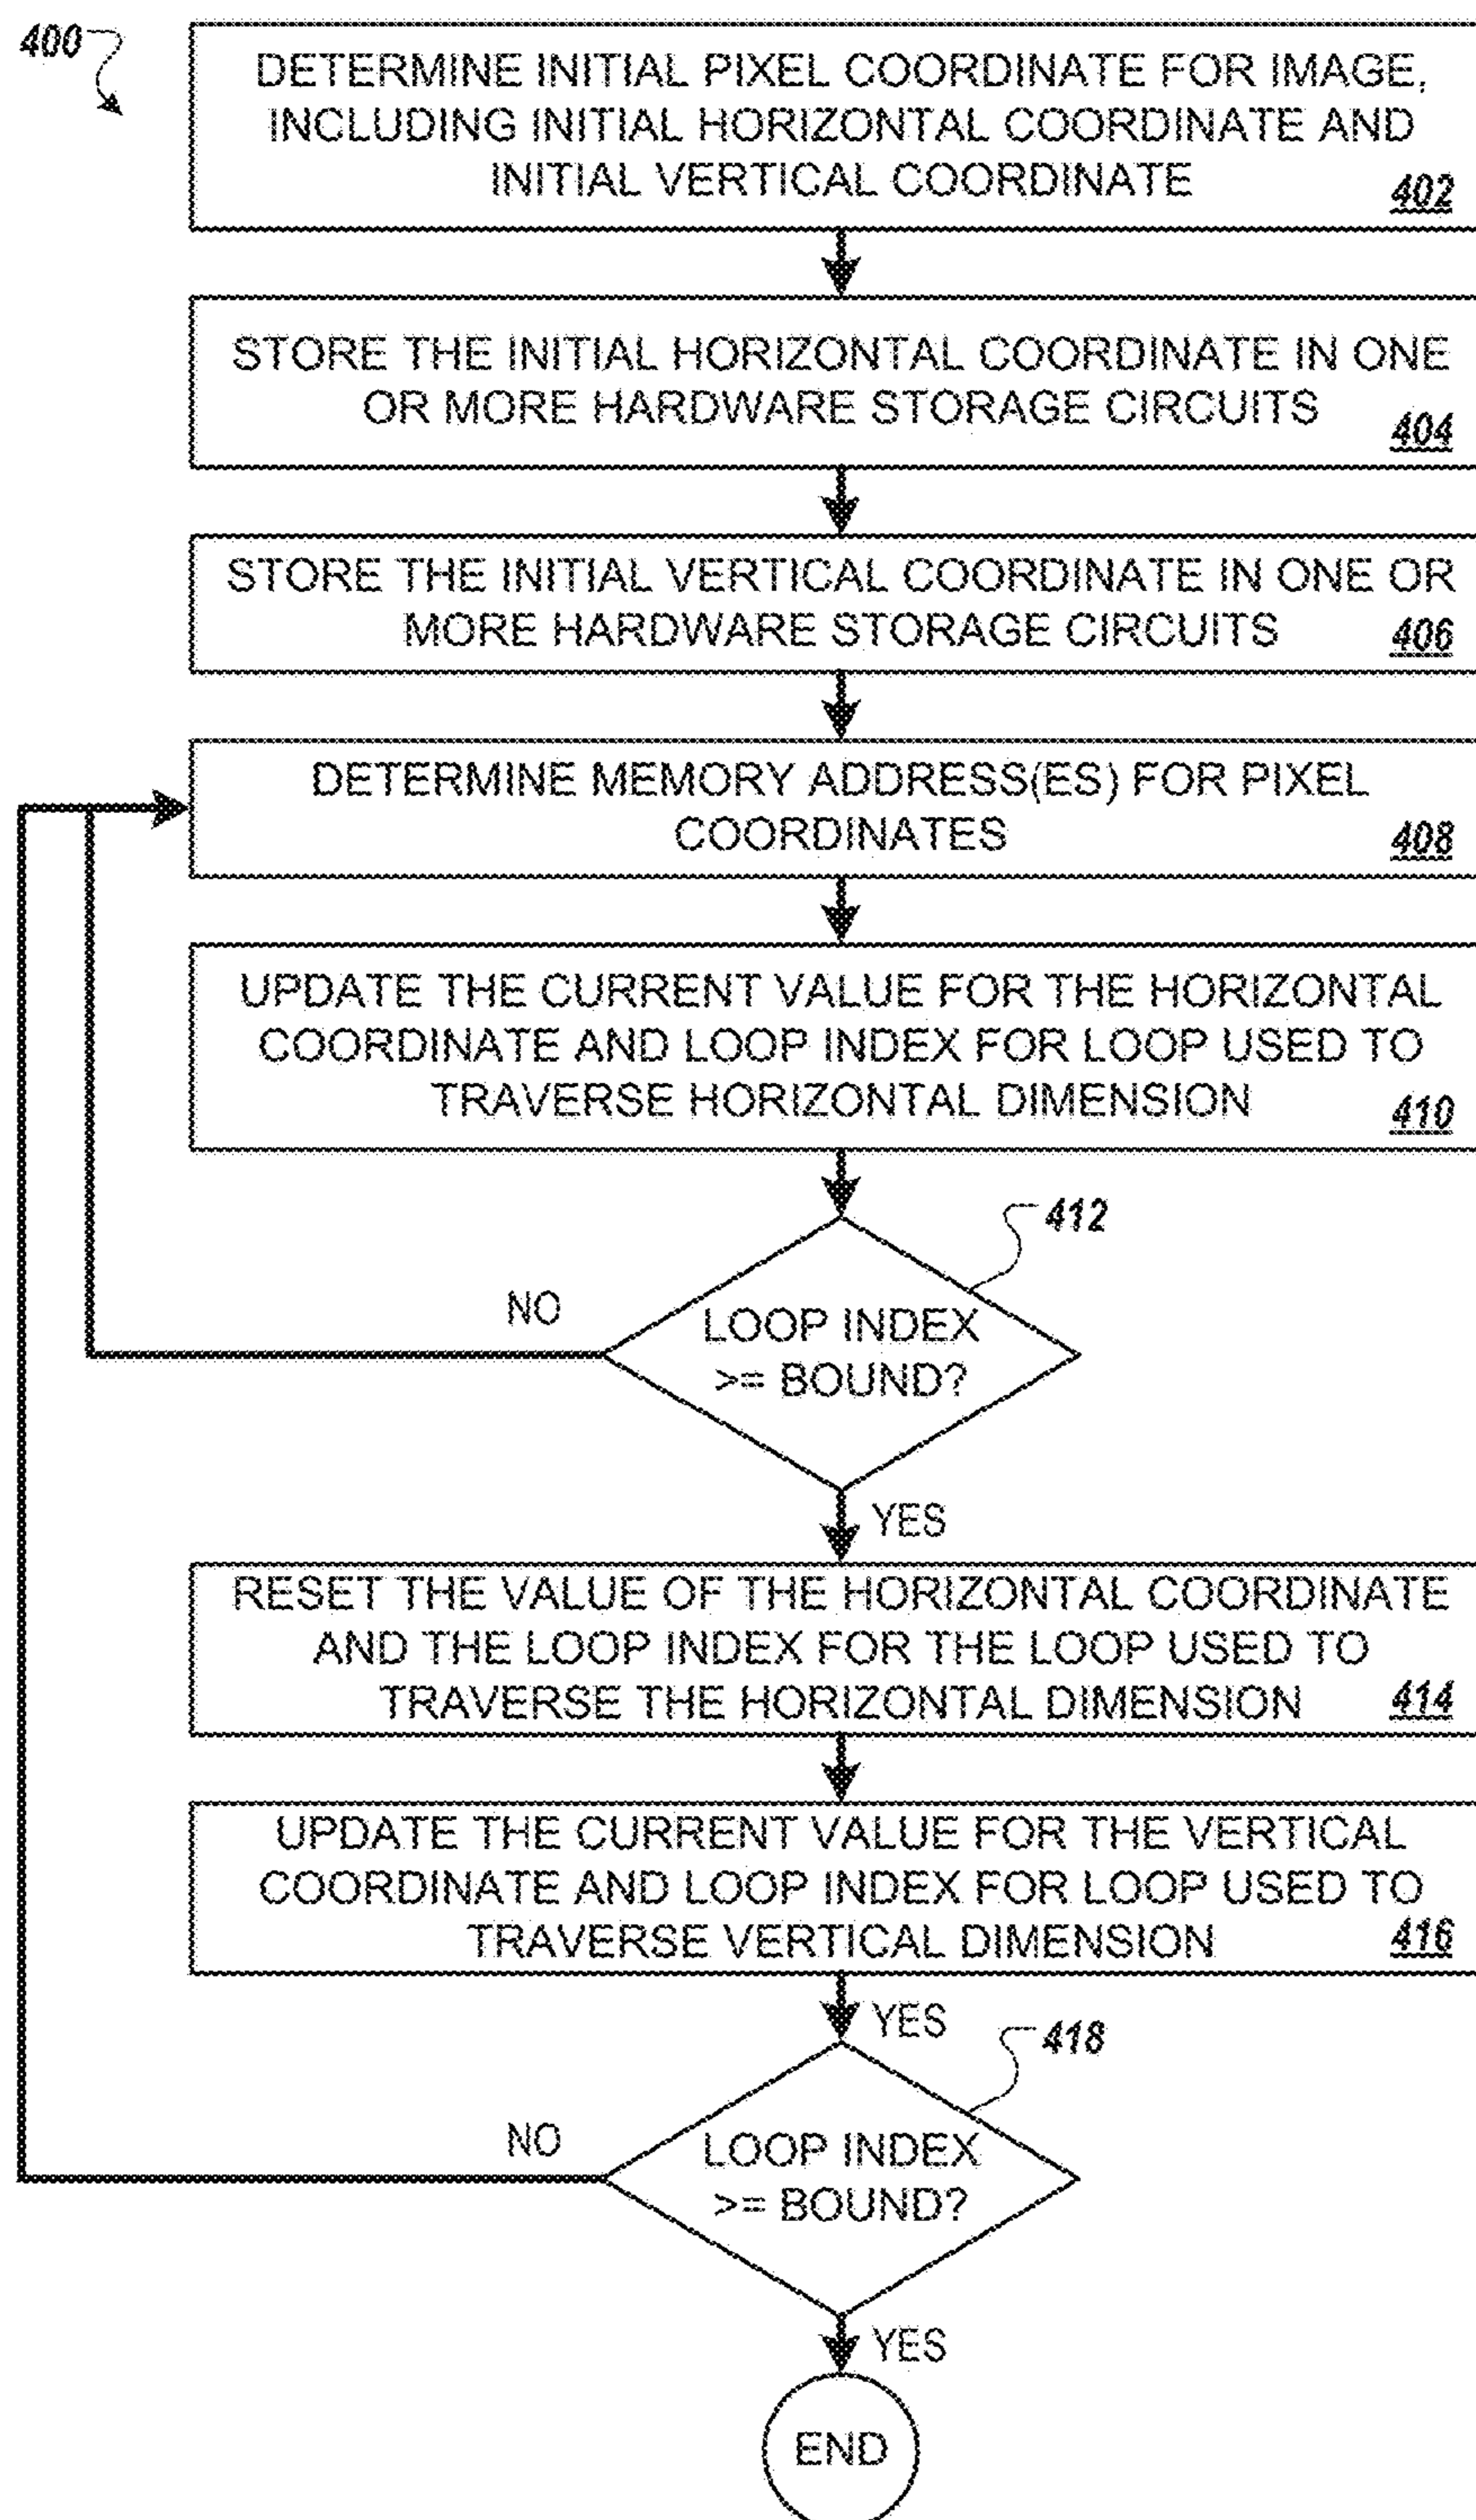 400
DETERMINE INITIAL PIXEL COORDINATE FOR IMAGE,
INCLUDING INITIAL HORIZONTAL COORDINATE AND
INITIAL VERTICAL COORDINATE
402
STORE THE INITIAL HORIZONTAL COORDINATE IN ONE
OR MORE HARDWARE STORAGE CIRCUITS
404
STORE THE INITIAL VERTICAL COORDINATE IN ONE OR
MORE HARDWARE STORAGE CIRCUITS
406
DETERMINE MEMORY ADDRESS(ES) FOR PIXEL
COORDINATES
408
UPDATE THE CURRENT VALUE FOR THE HORIZONTAL
COORDINATE AND LOOP INDEX FOR LOOP USED TO
TRAVERSE HORIZONTAL DIMENSION
410
412
NO
LOOP INDEX
>= BOUND?
YES
RESET THE VALUE OF THE HORIZONTAL COORDINATE
AND THE LOOP INDEX FOR THE LOOP USED TO
TRAVERSE THE HORIZONTAL DIMENSION
414
UPDATE THE CURRENT VALUE FOR THE VERTICAL
COORDINATE AND LOOP INDEX FOR LOOP USED TO
TRAVERSE VERTICAL DIMENSION
416
YES
418
NO
LOOP INDEX
>= BOUND?
YES
END